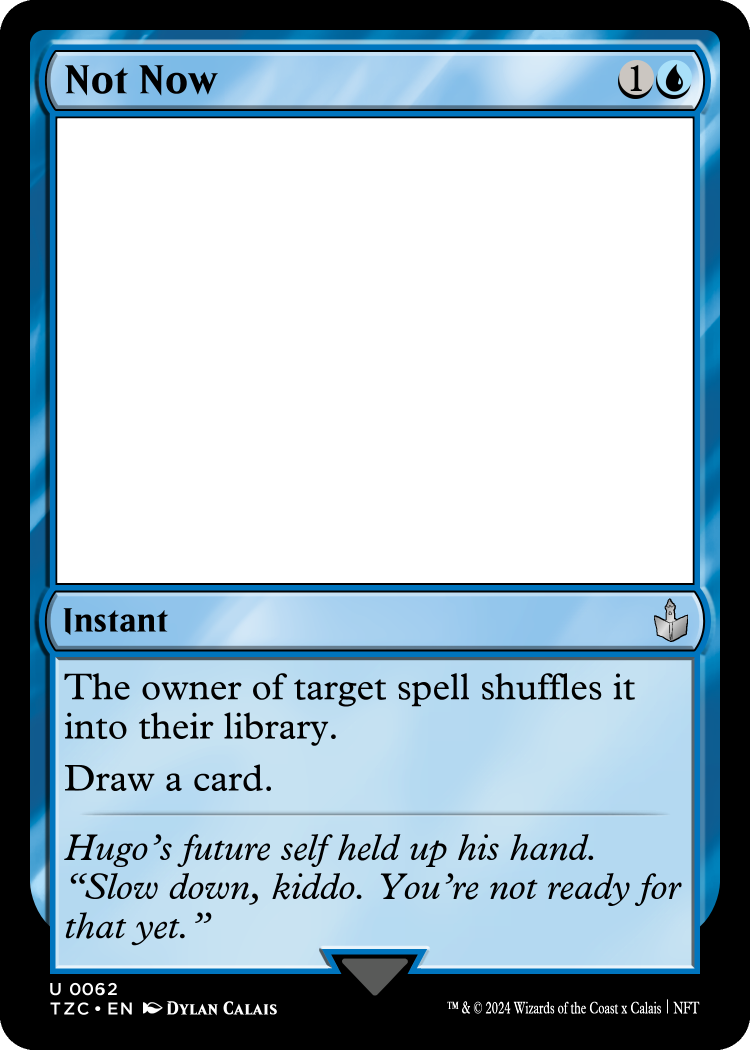 Not Now 1
Instant
The owner of target spell shuffles it
into their library.
Draw a card.
Hugo’s future self held up his hand.
“Slow down, kiddo. You’re not ready for
that yet.”
U 0062
TZC • EN Dylan Calais
™ & © 2024 Wizards of the Coast x Calais | NFT